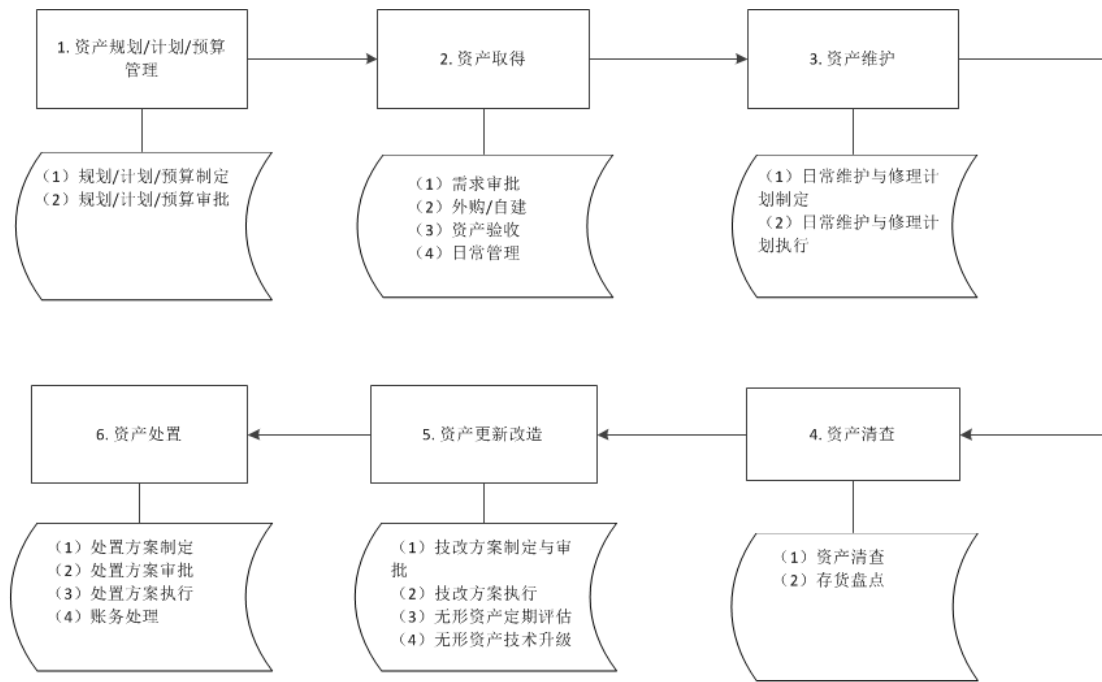 1. 资产规划/计划/预算
管理
2. 资产取得
3. 资产维护
（1）规划/计划/预算制定
（2）规划/计划/预算审批
（1）需求审批
（2）外购/自建
（3）资产验收
（4）日常管理
（1）日常维护与修理计
划制定
（2）日常维护与修理计
划执行
6. 资产处置
5. 资产更新改造
4. 资产清查
（1）处置方案制定
（2）处置方案审批
（3）处置方案执行
（4）账务处理
（1）技改方案制定与审
批
（2）技改方案执行
（3）无形资产定期评估
（4）无形资产技术升级
（1）资产清查
（2）存货盘点